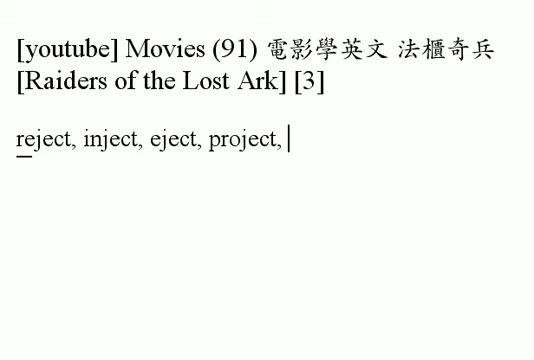 [youtube] Movies (91) 電影學英文 法櫃奇兵
[Raiders of the Lost Ark] [3]
reject, inject, eject, project,